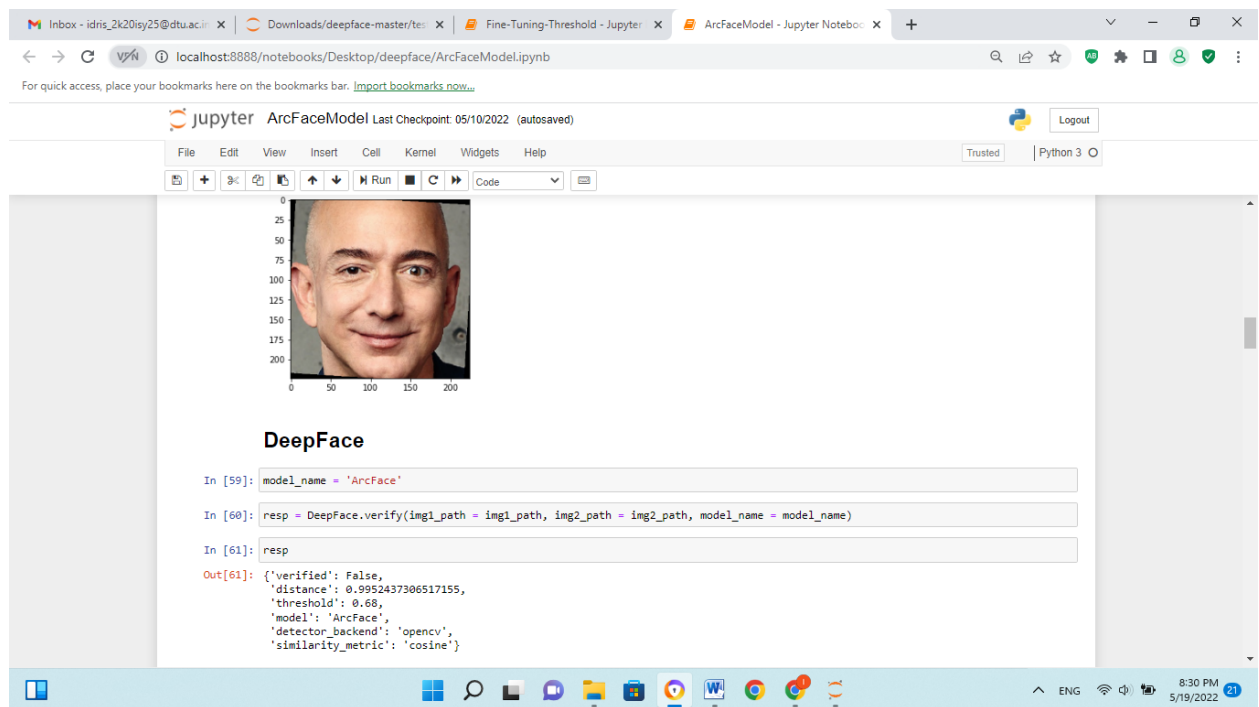 Inbox - idris_2k20isy25@dtu.ac.in
Downloads/deepface-master/tes
Fine-Tuning-Threshold - Jupyter
ArcFaceModel - Jupyter Noteboo
VPN
localhost:8888/notebooks/Desktop/deepface/ArcFaceModel.ipynb
AB
For quick access, place your bookmarks here on the bookmarks bar. Import bookmarks now...
jupyter ArcFaceModel Last Checkpoint: 05/10/2022 (autosaved)
Logout
File Edit View Insert Cell Kernel Widgets Help
Trusted
Python 3
Run
Code
0
25
50
75
100
125
150
175
200
0 50 100 150 200
DeepFace
In [59]: model_name = 'ArcFace'
In [60]: resp = DeepFace.verify(img1_path = img1_path, img2_path = img2_path, model_name = model_name)
In [61]: resp
Out[61]: {'verified': False,
'distance': 0.9952437306517155,
'threshold': 0.68,
'model': 'ArcFace',
'detector_backend': 'opencv',
'similarity_metric': 'cosine'}
ENG
8:30 PM
5/19/2022
21